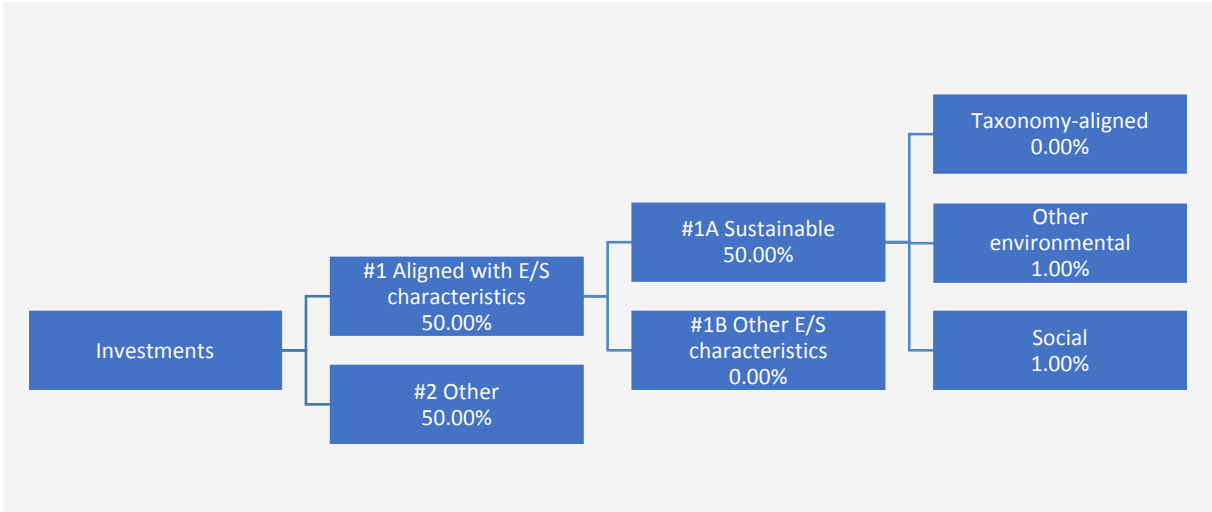 Investments
#1 Aligned with E/S
characteristics
50.00%
#2 Other
50.00%
#1A Sustainable
50.00%
#1B Other E/S
characteristics
0.00%
Taxonomy-aligned
0.00%
Other
environmental
1.00%
Social
1.00%